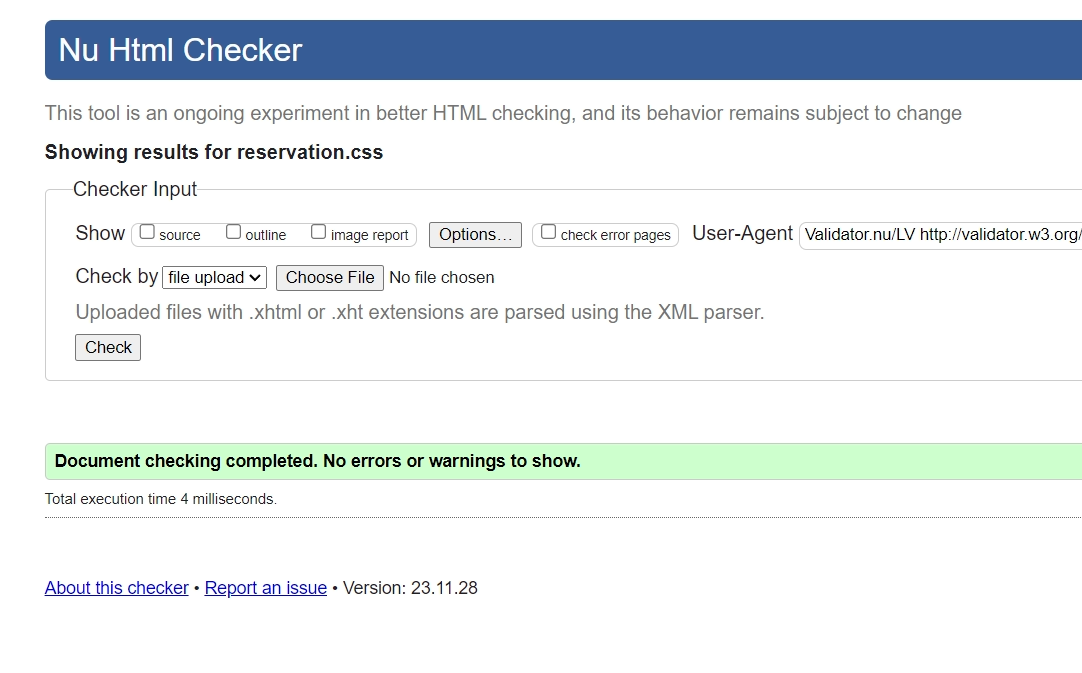 Nu Html Checker
This tool is an ongoing experiment in better HTML checking, and its behavior remains subject to change
Showing results for reservation.css
Checker Input
Show source outline image report Options... check error pages User-Agent Validator.nu/LV http://validator.w3.org/
Check by file upload Choose File No file chosen
Uploaded files with .xhtml or .xht extensions are parsed using the XML parser.
Check
Document checking completed. No errors or warnings to show.
Total execution time 4 milliseconds.
About this checker • Report an issue • Version: 23.11.28